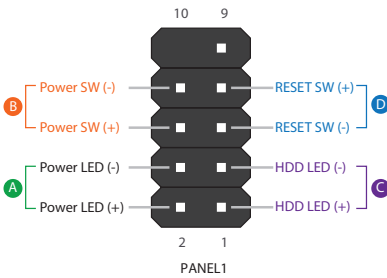 10 9
B Power SW (-) RESET SW (+) D
Power SW (+) RESET SW (-)
A Power LED (-) HDD LED (-) C
Power LED (+) HDD LED (+)
2 1
PANEL1